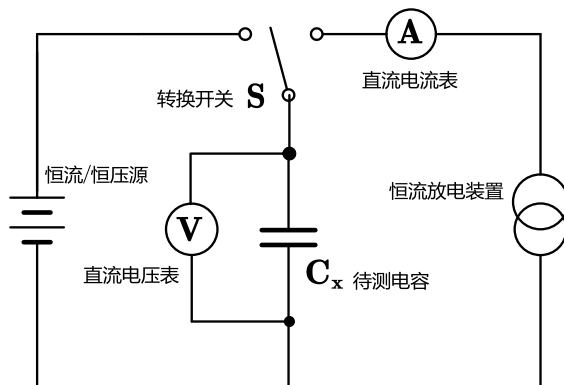 A
直流电流表
转换开关 S
恒流/恒压源
恒流放电装置
V
直流电压表
Cx 待测电容